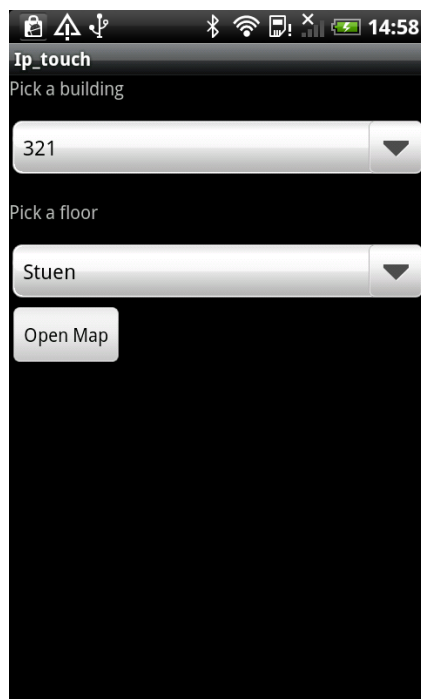 14:58
Ip_touch
Pick a building
321
Pick a floor
Stuen
Open Map